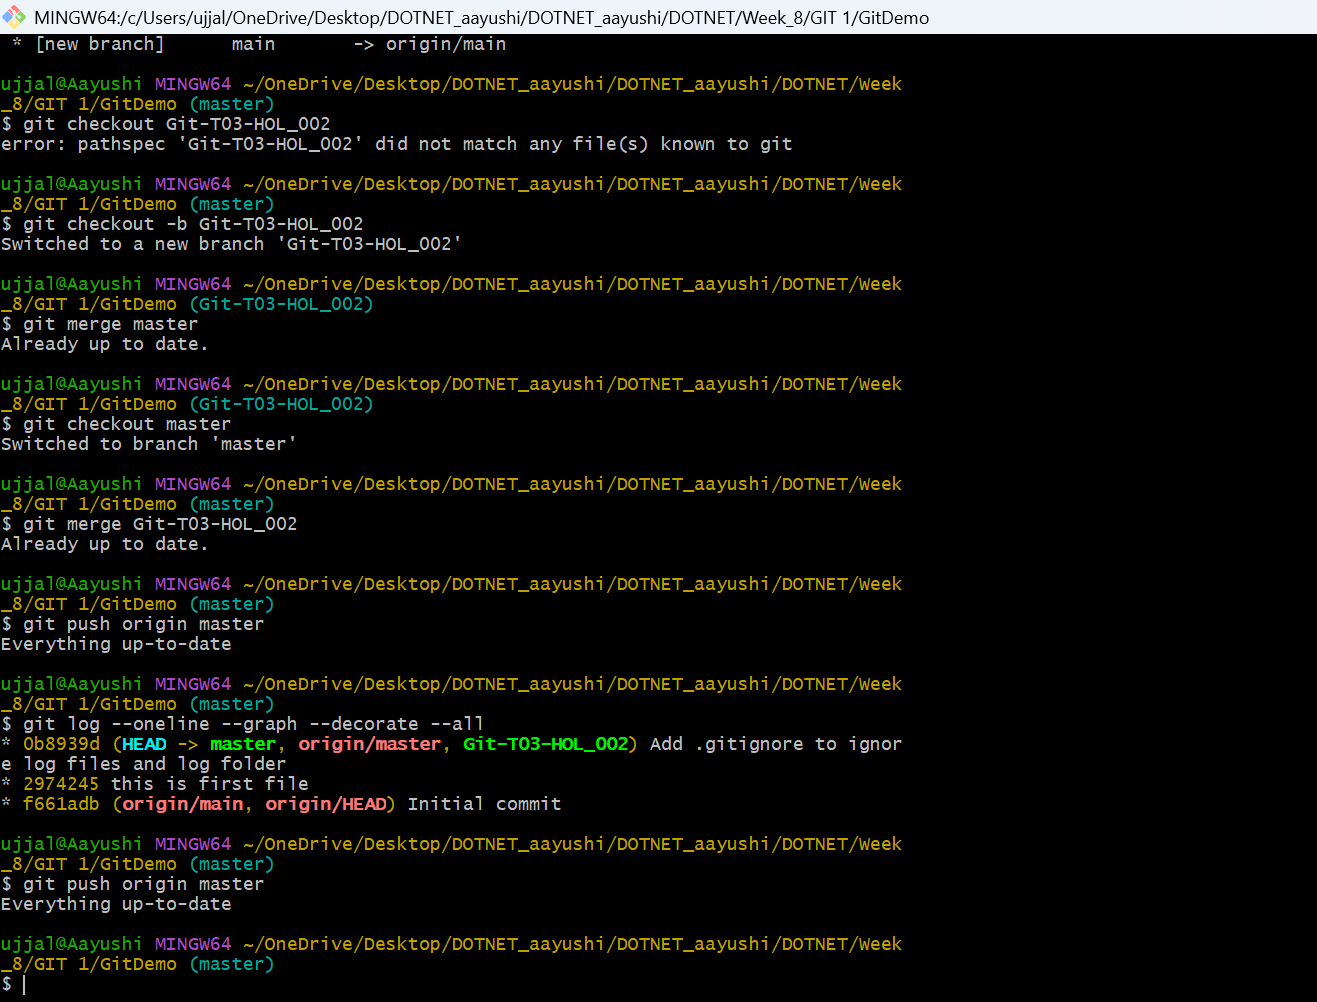 MINGW64:/c/Users/ujjal/OneDrive/Desktop/DOTNET_aayushi/DOTNET_aayushi/DOTNET/Week_8/GIT 1/GitDemo
* [new branch]      main       -> origin/main
ujjal@Aayushi MINGW64 ~/OneDrive/Desktop/DOTNET_aayushi/DOTNET_aayushi/DOTNET/Week
_8/GIT 1/GitDemo (master)
$ git checkout Git-T03-HOL_002
error: pathspec 'Git-T03-HOL_002' did not match any file(s) known to git
ujjal@Aayushi MINGW64 ~/OneDrive/Desktop/DOTNET_aayushi/DOTNET_aayushi/DOTNET/Week
_8/GIT 1/GitDemo (master)
$ git checkout -b Git-T03-HOL_002
Switched to a new branch 'Git-T03-HOL_002'
ujjal@Aayushi MINGW64 ~/OneDrive/Desktop/DOTNET_aayushi/DOTNET_aayushi/DOTNET/Week
_8/GIT 1/GitDemo (Git-T03-HOL_002)
$ git merge master
Already up to date.
ujjal@Aayushi MINGW64 ~/OneDrive/Desktop/DOTNET_aayushi/DOTNET_aayushi/DOTNET/Week
_8/GIT 1/GitDemo (Git-T03-HOL_002)
$ git checkout master
Switched to branch 'master'
ujjal@Aayushi MINGW64 ~/OneDrive/Desktop/DOTNET_aayushi/DOTNET_aayushi/DOTNET/Week
_8/GIT 1/GitDemo (master)
$ git merge Git-T03-HOL_002
Already up to date.
ujjal@Aayushi MINGW64 ~/OneDrive/Desktop/DOTNET_aayushi/DOTNET_aayushi/DOTNET/Week
_8/GIT 1/GitDemo (master)
$ git push origin master
Everything up-to-date
ujjal@Aayushi MINGW64 ~/OneDrive/Desktop/DOTNET_aayushi/DOTNET_aayushi/DOTNET/Week
_8/GIT 1/GitDemo (master)
$ git log --oneline --graph --decorate --all
* 0b8939d (HEAD -> master, origin/master, Git-T03-HOL_002) Add .gitignore to ignor
e log files and log folder
* 2974245 this is first file
* f661adb (origin/main, origin/HEAD) Initial commit
ujjal@Aayushi MINGW64 ~/OneDrive/Desktop/DOTNET_aayushi/DOTNET_aayushi/DOTNET/Week
_8/GIT 1/GitDemo (master)
$ git push origin master
Everything up-to-date
ujjal@Aayushi MINGW64 ~/OneDrive/Desktop/DOTNET_aayushi/DOTNET_aayushi/DOTNET/Week
_8/GIT 1/GitDemo (master)
$